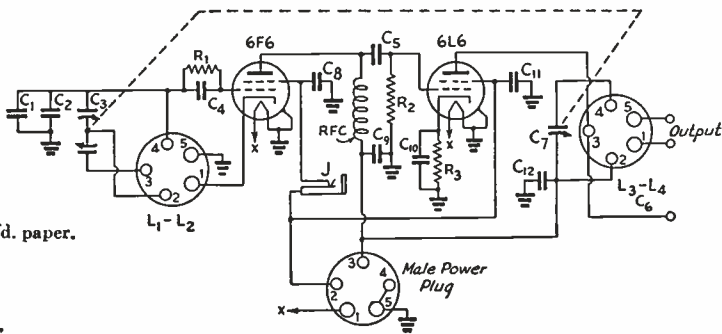 6F6
6L6
R₁
C₄
C₅
C₈
C₁₁
C₁
C₂
C₃
R₂
RFC
C₉
C₁₀
R₃
C₇
C₁₂
x
x
4
5
3
1
2
L₁-L₂
J
4
5
3
1
2
Output
L₃-L₄
C₆
d. paper.
3
4
2
5
1
x
Male Power
Plug